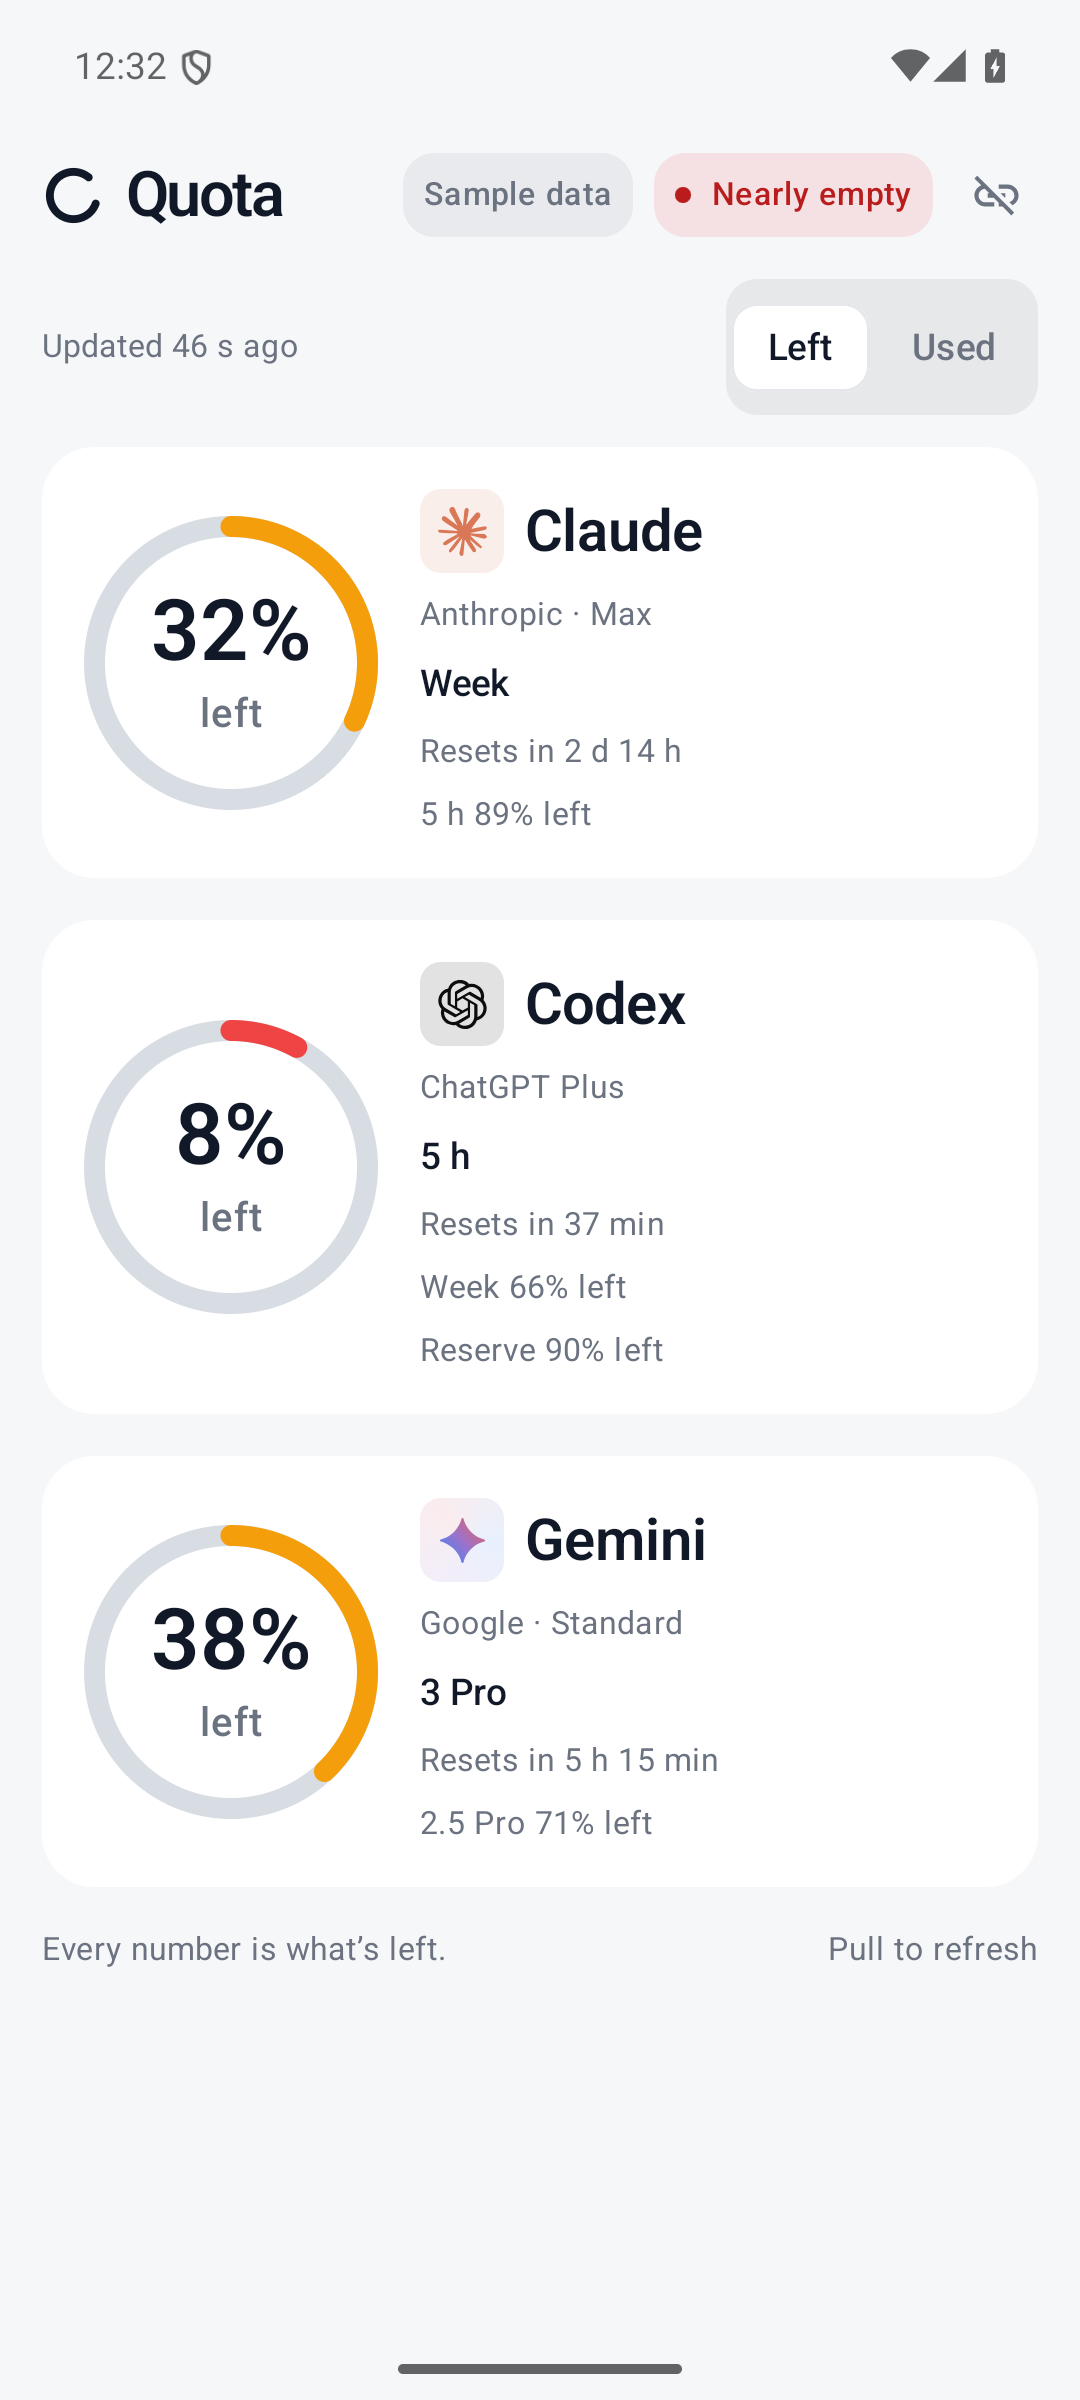 12:32
Quota
Sample data
Nearly empty
Updated 46 s ago
Left
Used
Claude
32%
left
Anthropic · Max
Week
Resets in 2 d 14 h
5 h 89% left
Codex
8%
left
ChatGPT Plus
5 h
Resets in 37 min
Week 66% left
Reserve 90% left
Gemini
38%
left
Google · Standard
3 Pro
Resets in 5 h 15 min
2.5 Pro 71% left
Every number is what’s left.
Pull to refresh